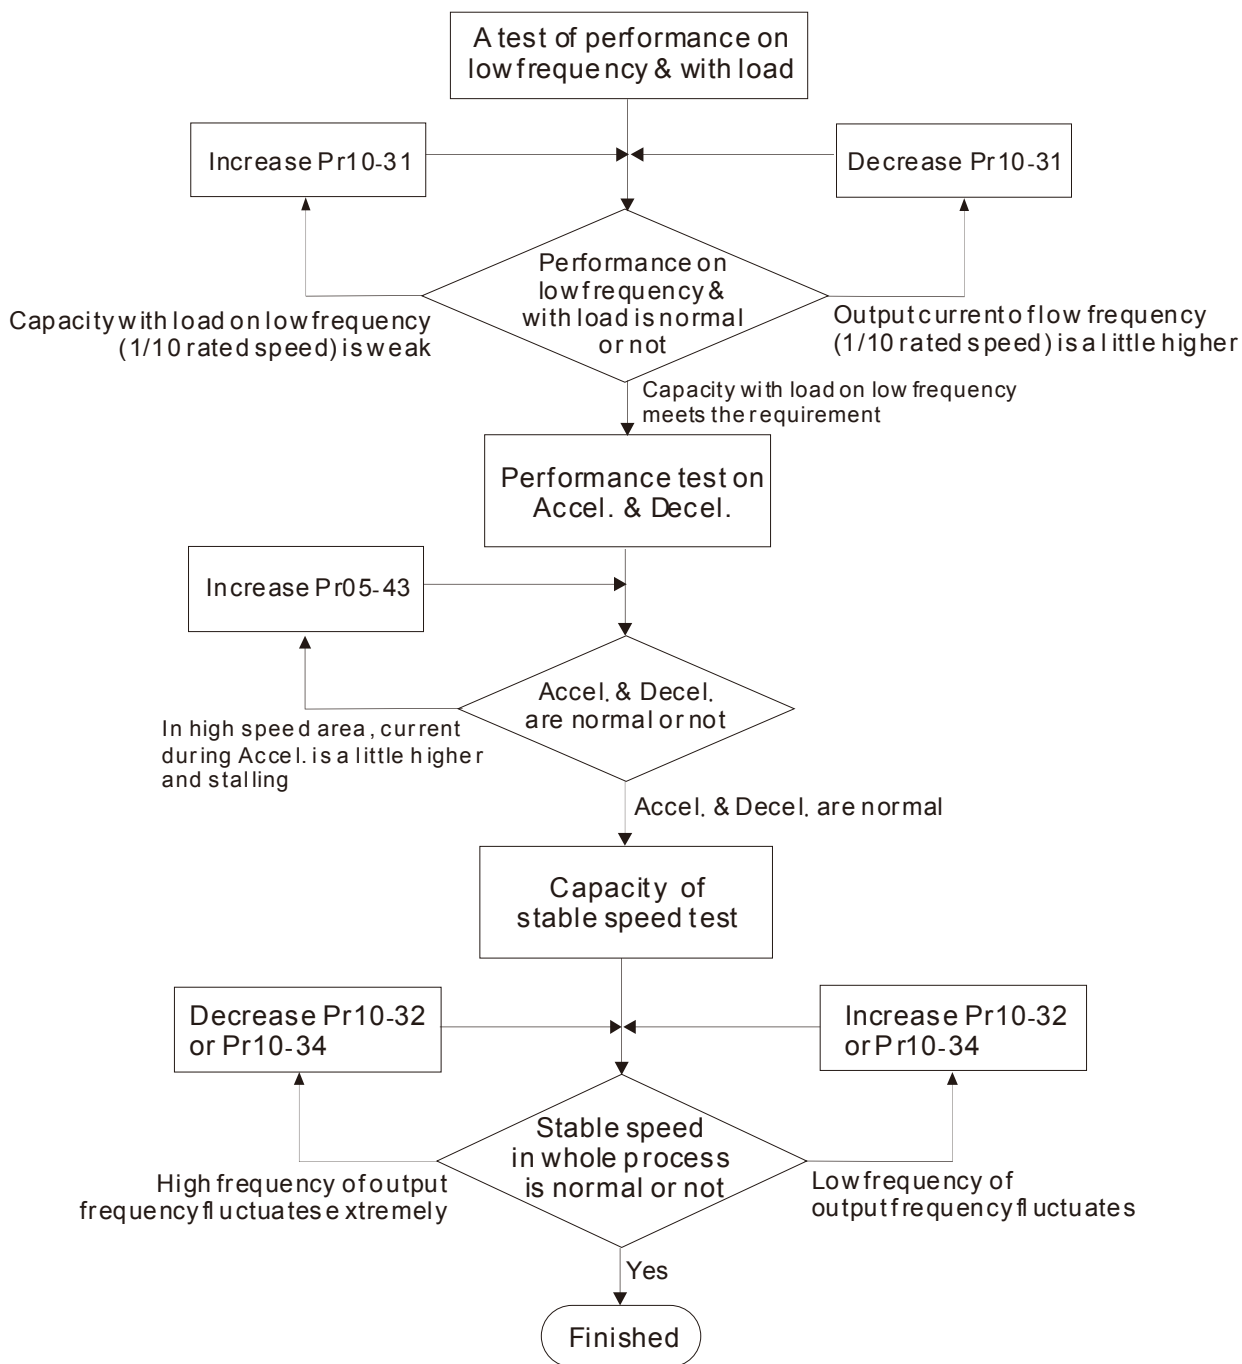 A test of performance on
low frequency & with load
Increase Pr10-31
Decrease Pr10-31
Performance on
low frequency &
with load is normal
or not
Capacity with load on low frequency
(1/10 rated speed) is weak
Output current of low frequency
(1/10 rated speed) is a little higher
Capacity with load on low frequency
meets the requirement
Performance test on
Accel. & Decel.
Increase Pr05-43
Accel. & Decel.
are normal or not
In high speed area, current
during Accel. is a little higher
and stalling
Accel. & Decel. are normal
Capacity of
stable speed test
Decrease Pr10-32
or Pr10-34
Increase Pr10-32
or Pr10-34
Stable speed
in whole process
is normal or not
High frequency of output
frequency fluctuates extremely
Low frequency of
output frequency fluctuates
Yes
Finished